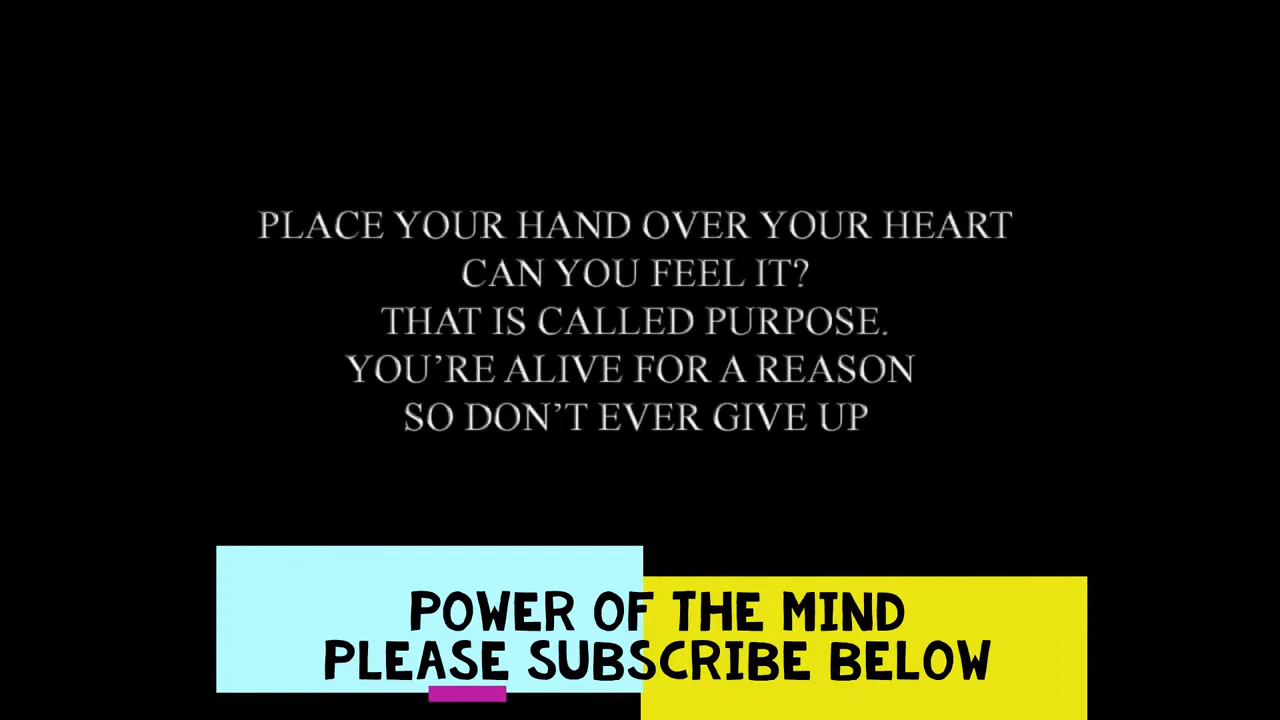 PLACE YOUR HAND OVER YOUR HEART
CAN YOU FEEL IT?
THAT IS CALLED PURPOSE.
YOU’RE ALIVE FOR A REASON
SO DON’T EVER GIVE UP
POWER OF THE MIND
PLEASE SUBSCRIBE BELOW